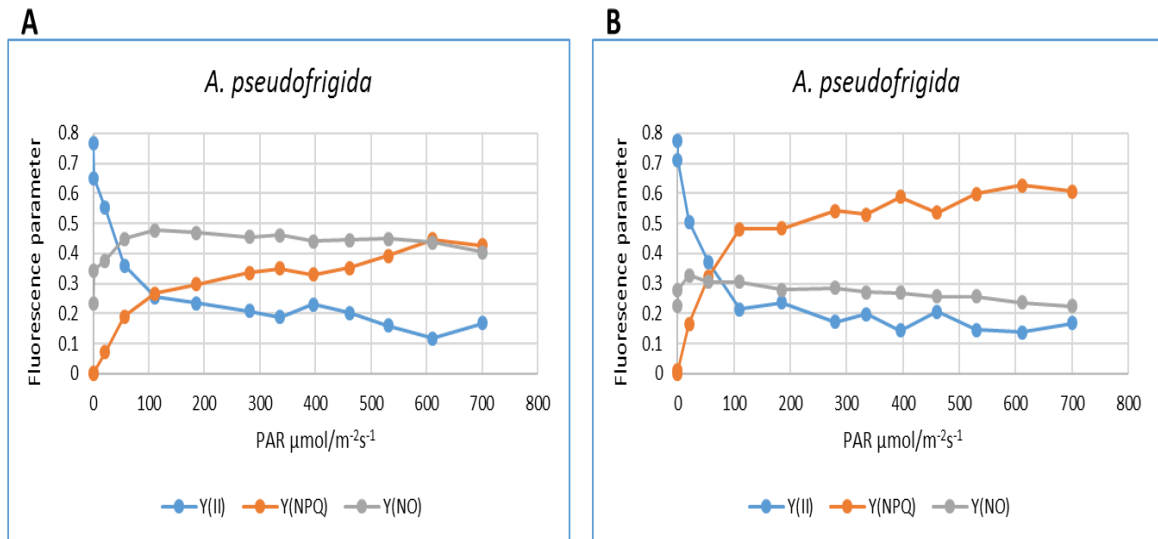 A
A. pseudofrigida
Fluorescence parameter
0.8
0.7
0.6
0.5
0.4
0.3
0.2
0.1
0
0 100 200 300 400 500 600 700 800
PAR µmol/m⁻²s⁻¹
Y(II) Y(NPQ) Y(NO)
B
A. pseudofrigida
Fluorescence parameter
0.8
0.7
0.6
0.5
0.4
0.3
0.2
0.1
0
0 100 200 300 400 500 600 700 800
PAR µmol/m⁻²s⁻¹
Y(II) Y(NPQ) Y(NO)